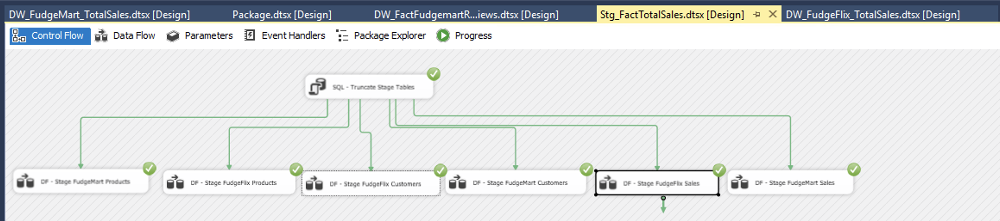 DW_FudgeMart_TotalSales.dtsx [Design] Package.dtsx [Design] DW_FactFudgemartR...iews.dtsx [Design] Stg_FactTotalSales.dtsx [Design] DW_FudgeFlix_TotalSales.dtsx [Design]
Control Flow Data Flow Parameters Event Handlers Package Explorer Progress
SQL - Truncate Stage Tables
DF - Stage FudgeMart Products DF - Stage FudgeFlix Products DF - Stage FudgeFlix Customers DF - Stage FudgeMart Customers DF - Stage FudgeFlix Sales DF - Stage FudgeMart Sales